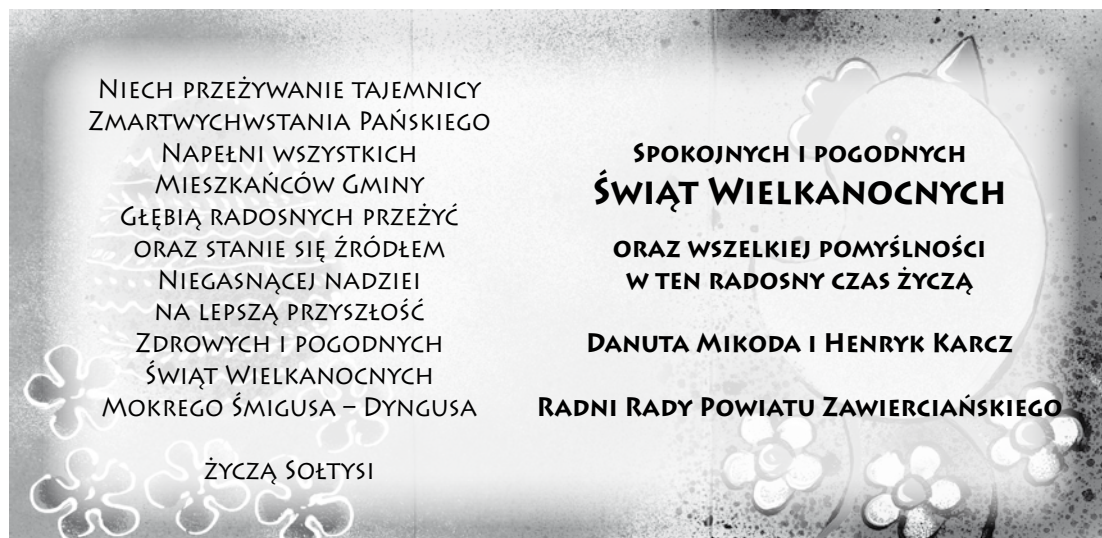 Niech przeżywanie tajemnicy
Zmartwychwstania Pańskiego
Napełni wszystkich
Mieszkańców Gminy
Głębią radosnych przeżyć
oraz stanie się źródłem
Niegasnącej nadziei
na lepszą przyszłość
Zdrowych i pogodnych
Świąt Wielkanocnych
Mokrego Śmigusa – Dyngusa
życzą Sołtysi
Spokojnych i pogodnych
Świąt Wielkanocnych
oraz wszelkiej pomyślności
w ten radosny czas życzą
Danuta Mikoda i Henryk Karcz
Radni Rady Powiatu Zawierciańskiego